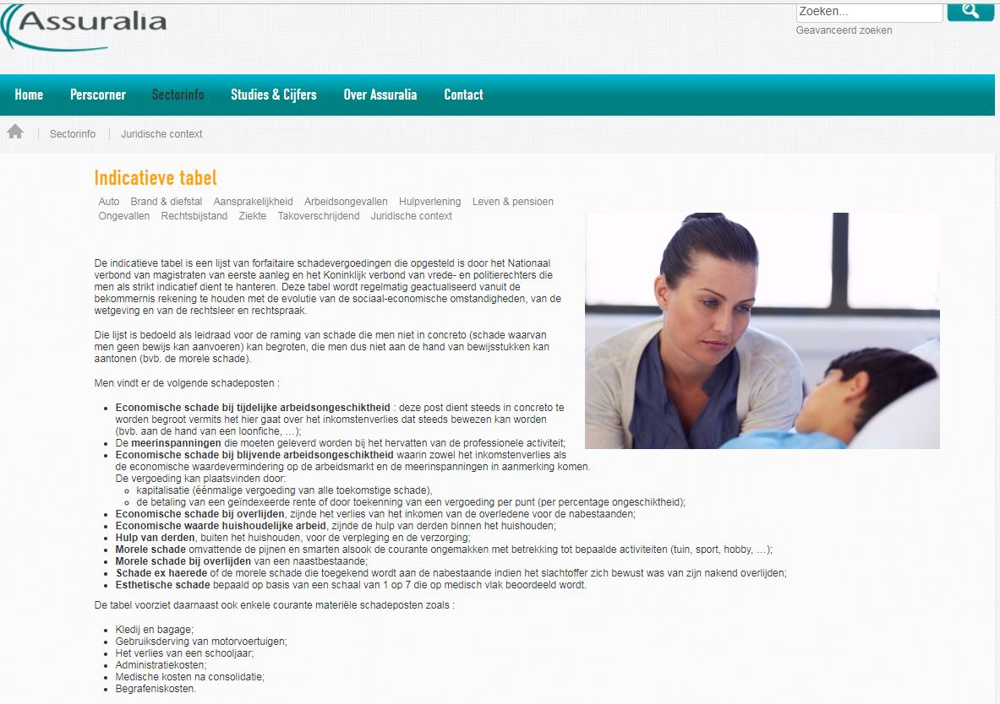 Assuralia
Zoeken...
Geavanceerd zoeken
Home Perscorner Sectorinfo Studies & Cijfers Over Assuralia Contact
Sectorinfo Juridische context
Indicatieve tabel
Auto Brand & diefstal Aansprakelijkheid Arbeidsongevallen Hulpverlening Leven & pensioen
Ongevallen Rechtsbijstand Ziekte Takoverschrijdend Juridische context
De indicatieve tabel is een lijst van forfaitaire schadevergoedingen die opgesteld is door het Nationaal
verbond van magistraten van eerste aanleg en het Koninklijk verbond van vrede- en politierechters die
men als strikt indicatief dient te hanteren. Deze tabel wordt regelmatig geactualiseerd vanuit de
bekommernis rekening te houden met de evolutie van de sociaal-economische omstandigheden, van de
wetgeving en van de rechtsleer en rechtspraak.
Die lijst is bedoeld als leidraad voor de raming van schade die men niet in concreto (schade waarvan
men geen bewijs kan aanvoeren) kan begroten, die men dus niet aan de hand van bewijsstukken kan
aantonen (bvb. de morele schade).
Men vindt er de volgende schadeposten :
• Economische schade bij tijdelijke arbeidsongeschiktheid : deze post dient steeds in concreto te
worden begroot vermits het hier gaat over het inkomstenverlies dat steeds bewezen kan worden
(bvb. aan de hand van een loonfiche, …);
• De meerinspanningen die moeten geleverd worden bij het hervatten van de professionele activiteit;
• Economische schade bij blijvende arbeidsongeschiktheid waarin zowel het inkomstenverlies als
de economische waardevermindering op de arbeidsmarkt en de meerinspanningen in aanmerking komen.
De vergoeding kan plaatsvinden door:
◦ kapitalisatie (éénmalige vergoeding van alle toekomstige schade),
◦ de betaling van een geïndexeerde rente of door toekenning van een vergoeding per punt (per percentage ongeschiktheid);
• Economische schade bij overlijden, zijnde het verlies van het inkomen van de overledene voor de nabestaanden;
• Economische waarde huishoudelijke arbeid, zijnde de hulp van derden binnen het huishouden;
• Hulp van derden, buiten het huishouden, voor de verpleging en de verzorging;
• Morele schade omvattende de pijnen en smarten alsook de courante ongemakken met betrekking tot bepaalde activiteiten (tuin, sport, hobby, …);
• Morele schade bij overlijden van een naastbestaande;
• Schade ex haerede of de morele schade die toegekend wordt aan de nabestaande indien het slachtoffer zich bewust was van zijn nakend overlijden;
• Esthetische schade bepaald op basis van een schaal van 1 op 7 die op medisch vlak beoordeeld wordt.
De tabel voorziet daarnaast ook enkele courante materiële schadeposten zoals :
• Kledij en bagage;
• Gebruiksderving van motorvoertuigen;
• Het verlies van een schooljaar;
• Administratiekosten;
• Medische kosten na consolidatie;
• Begrafeniskosten.